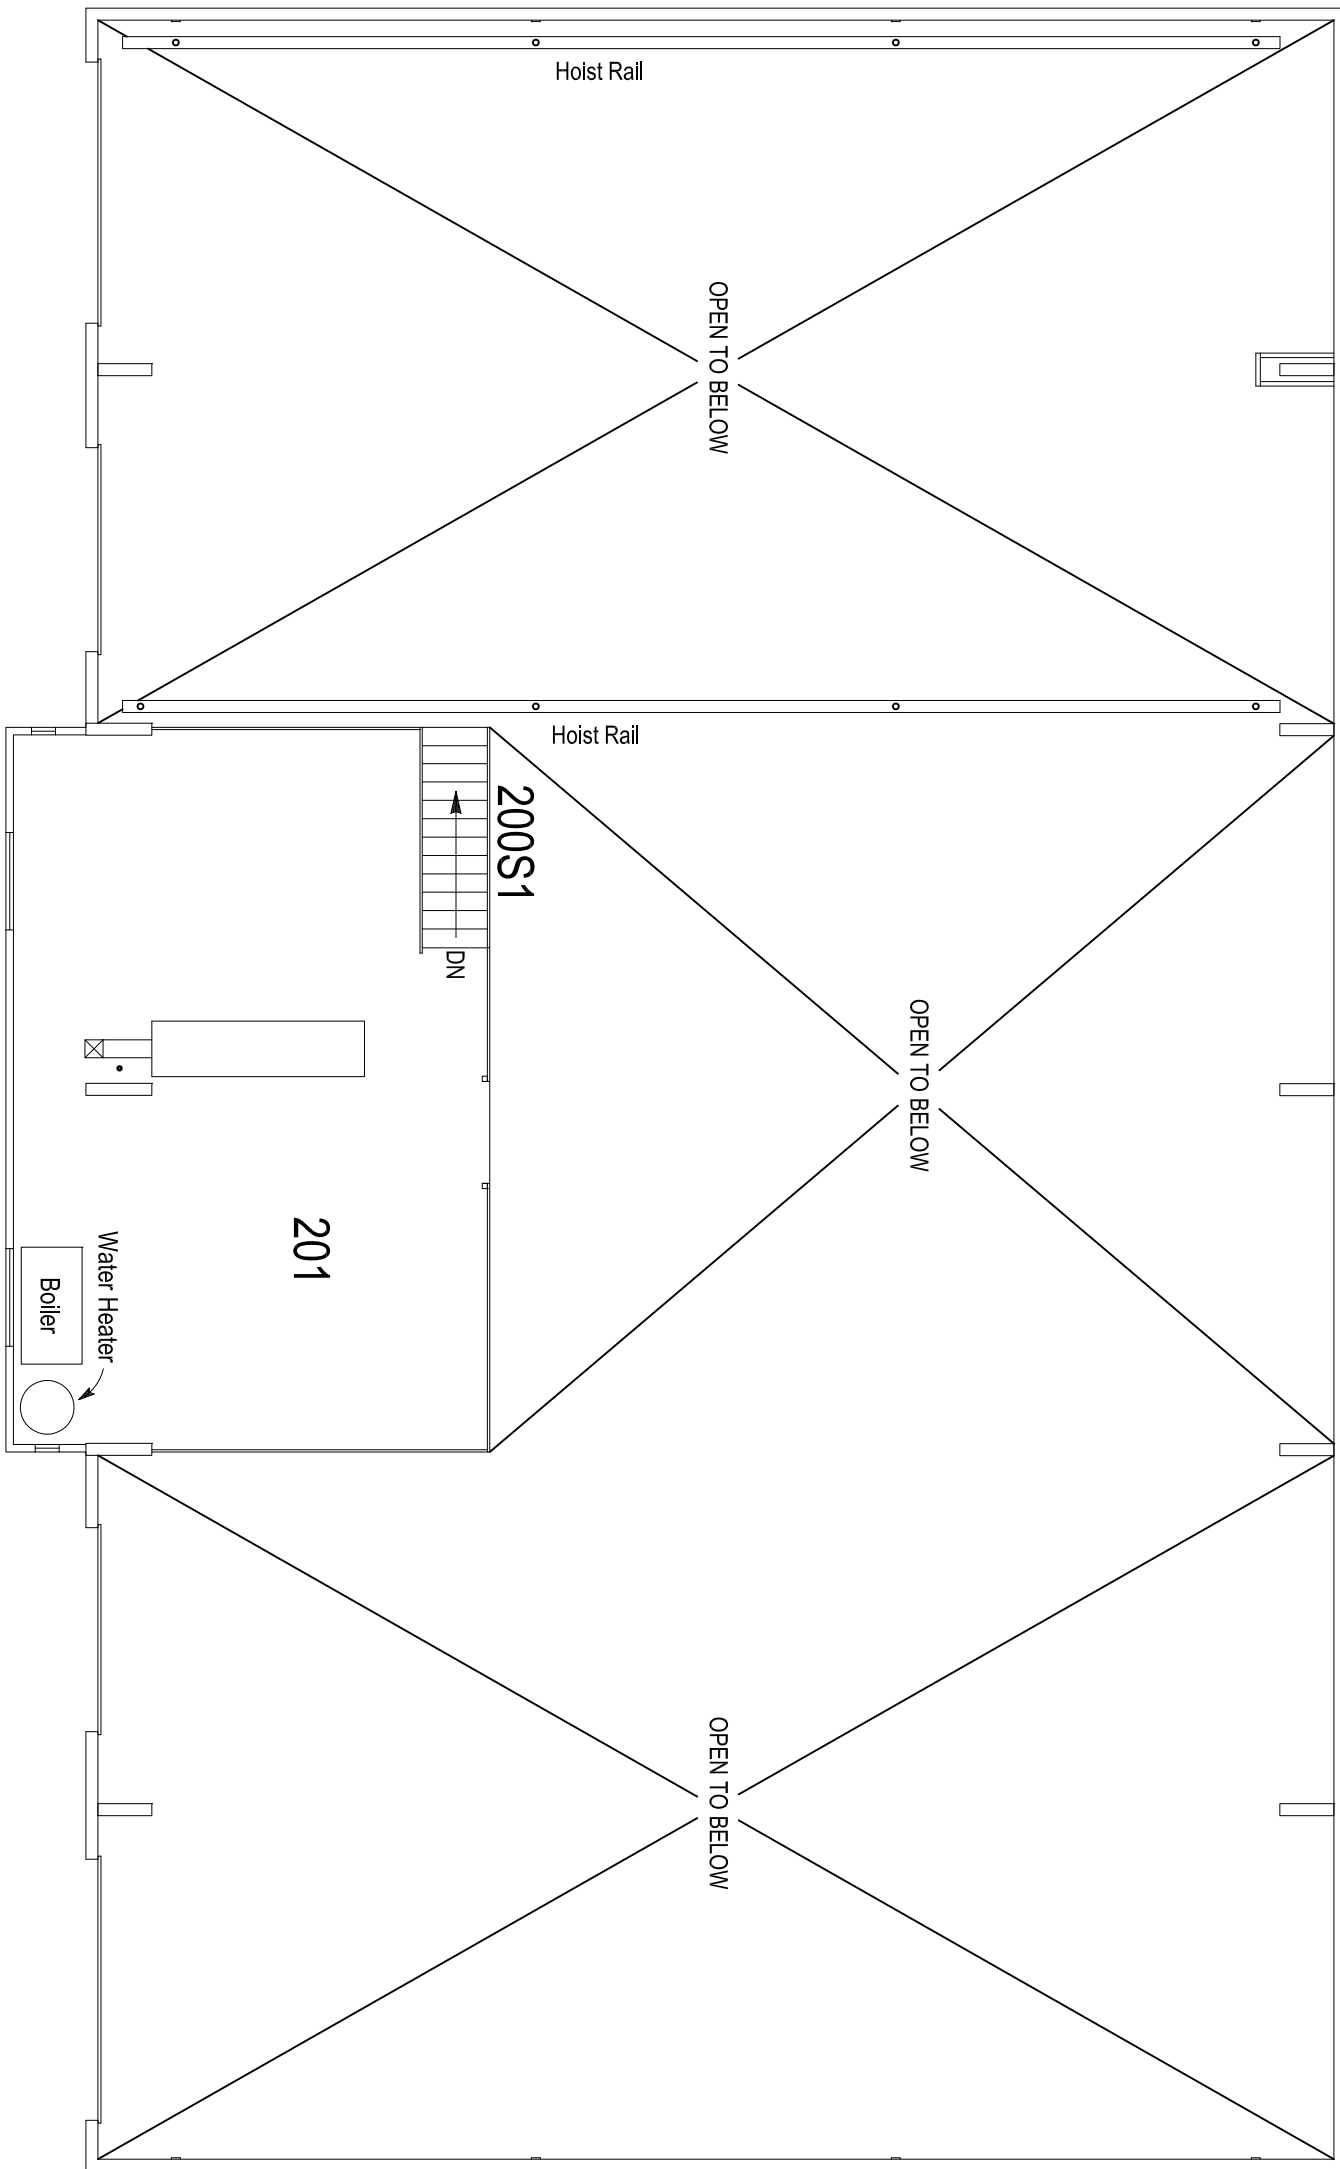 Hoist Rail
OPEN TO BELOW
Hoist Rail
200S1
DN
OPEN TO BELOW
201
Water Heater
Boiler
OPEN TO BELOW